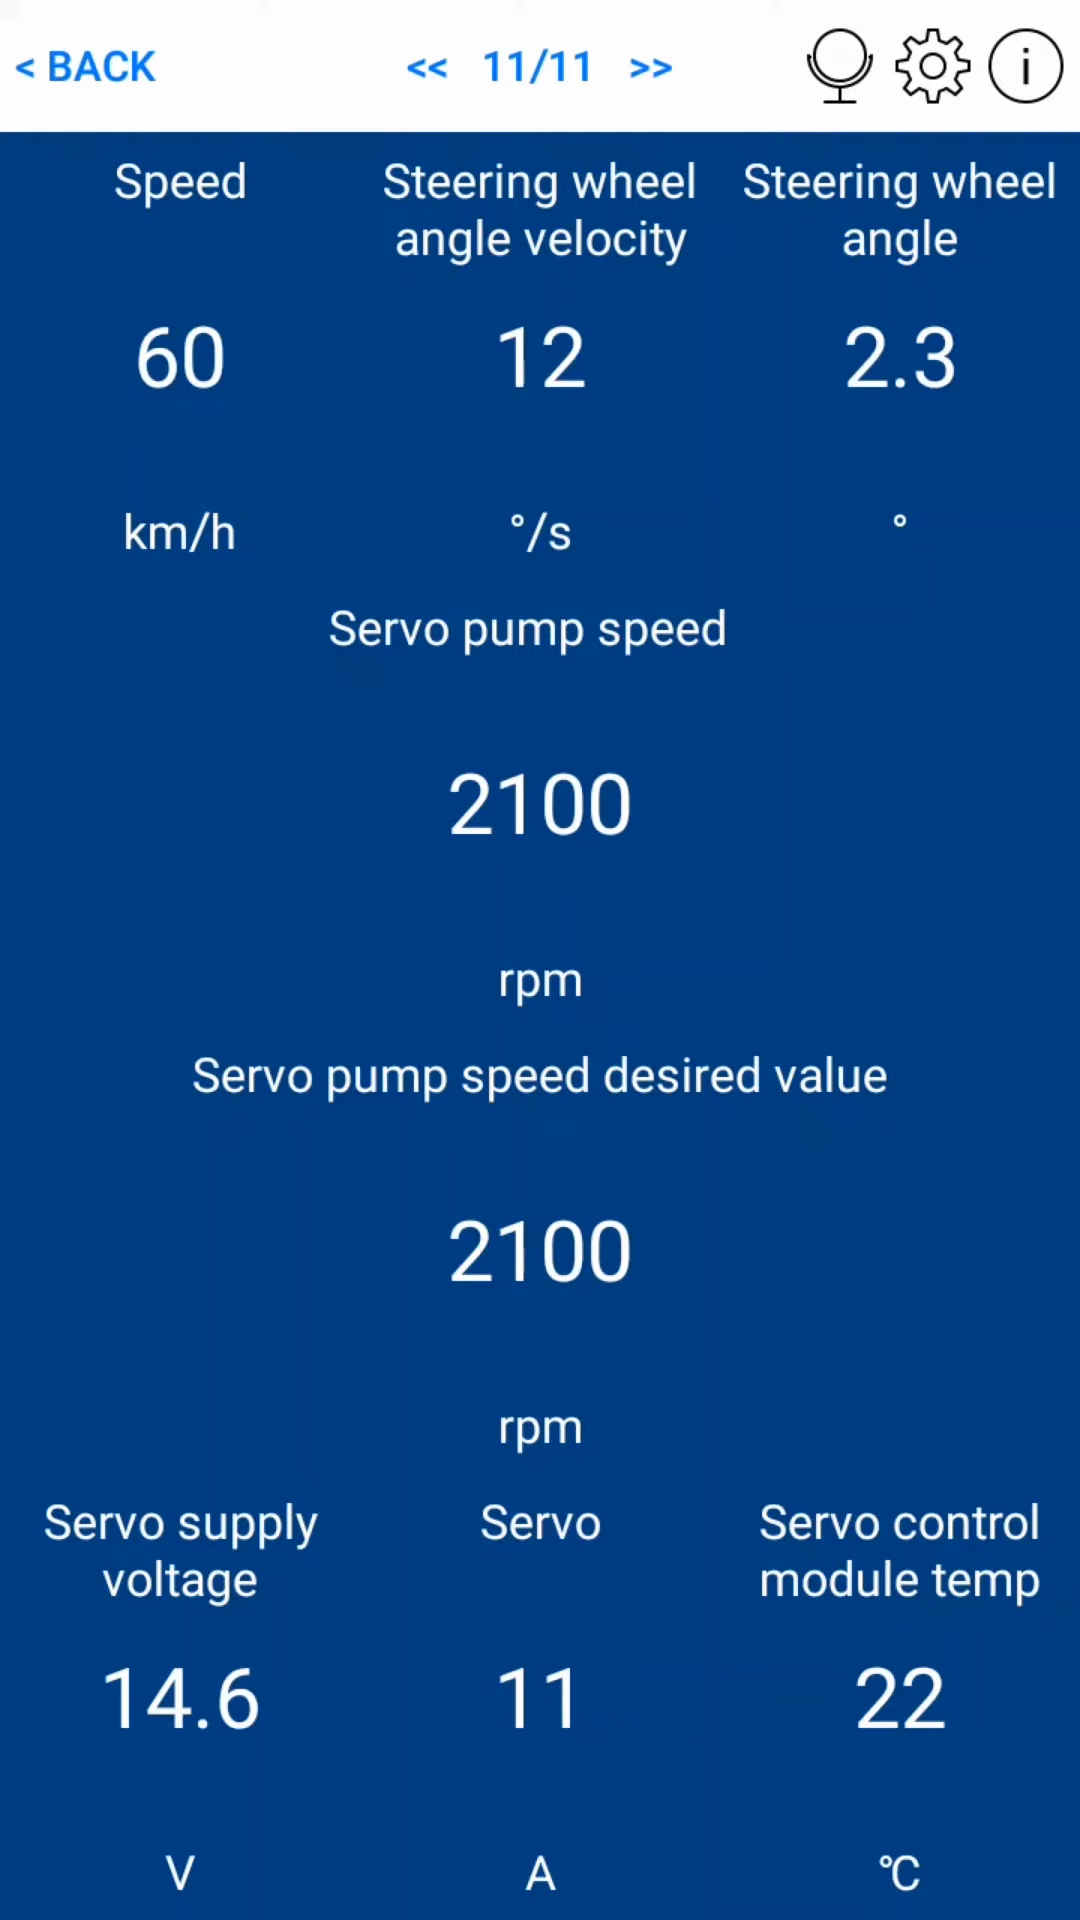 < BACK << 11/11 >> i
Speed Steering wheel Steering wheel
angle velocity angle
60 12 2.3
km/h °/s °
Servo pump speed
2100
rpm
Servo pump speed desired value
2100
rpm
Servo supply Servo Servo control
voltage module temp
14.6 11 22
V A °C